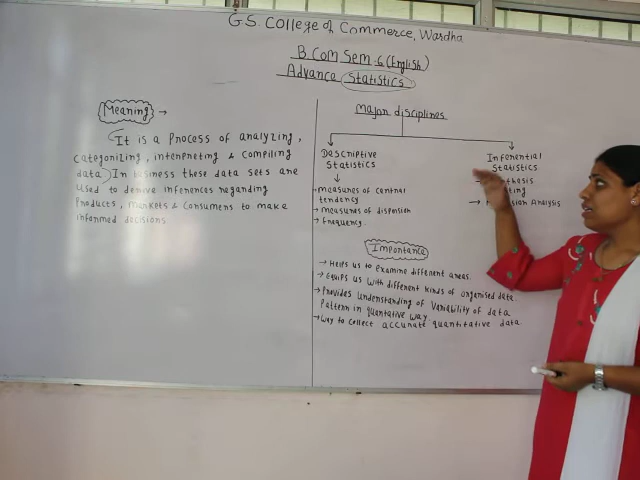 G.S. College of Commerce, Wardha
B.Com Sem-6 (English)
Advance Statistics
Meaning →
It is a process of analyzing,
categorizing, interpreting & compiling
data) In business these data sets are
used to derive inferences regarding
Products, markets & consumers to make
informed decisions.
Major disciplines
Descriptive
Statistics
-Measures of central
tendency
→ Measures of dispersion
→ Frequency.
Inferential
Statistics
→ Analysis
Importance
→ Helps us to examine different areas.
→ Equips us with different kinds of organised data.
→ Provides understanding of variability of data
Pattern in quantative way.
→ Way to collect accurate quantitative data